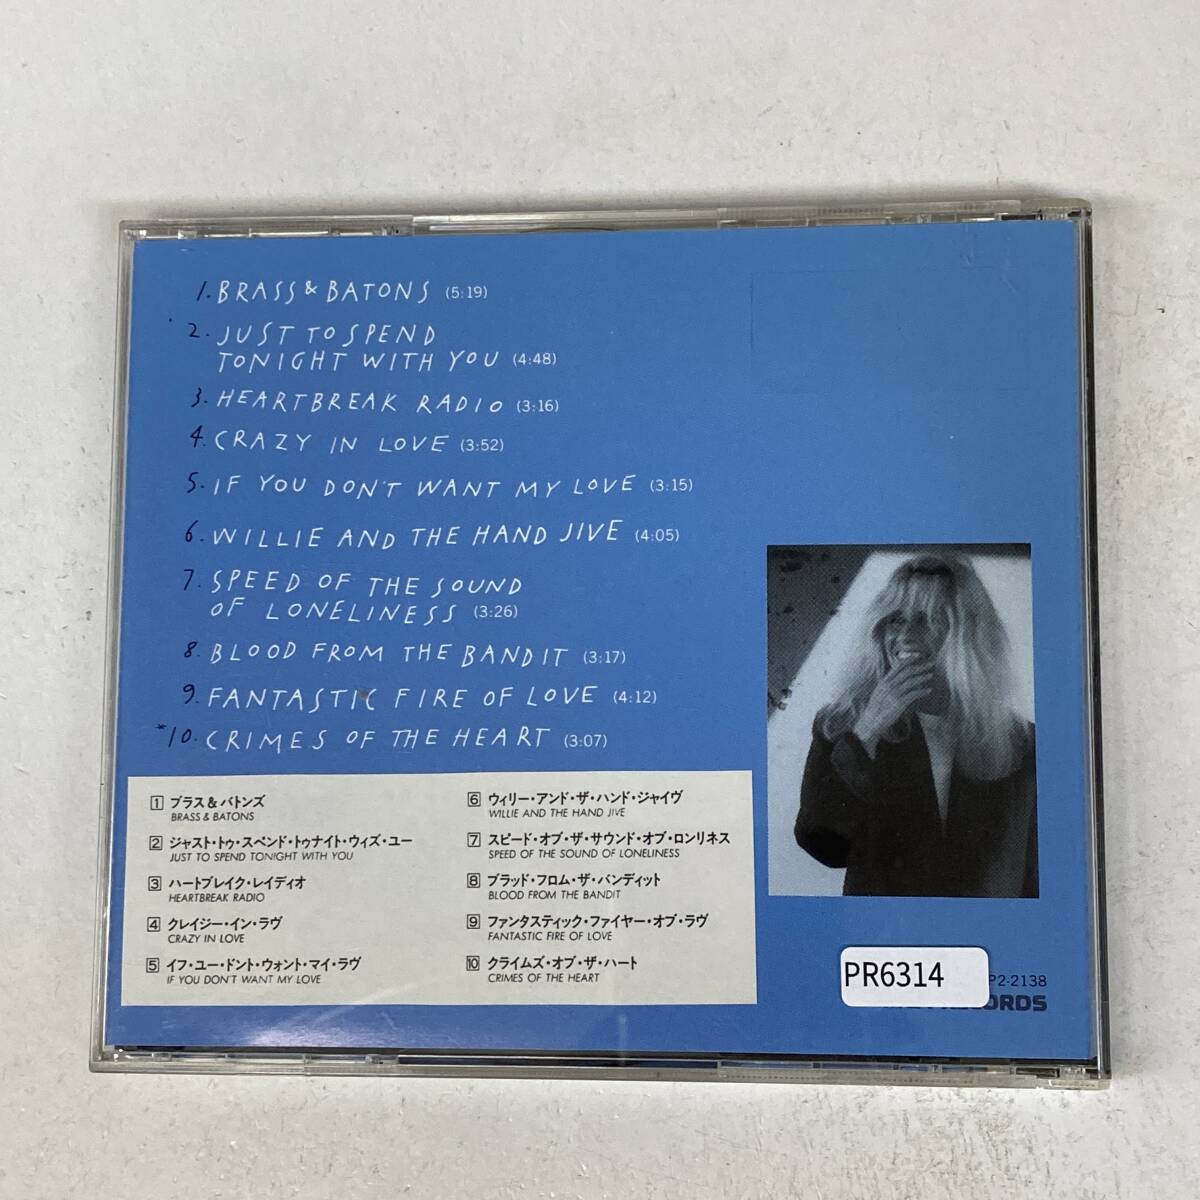 1. BRASS & BATONS (5:19)
2. JUST TO SPEND
TONIGHT WITH YOU (4:48)
3. HEARTBREAK RADIO (3:16)
4. CRAZY IN LOVE (3:52)
5. IF YOU DON'T WANT MY LOVE (3:15)
6. WILLIE AND THE HAND JIVE (4:05)
7. SPEED OF THE SOUND
OF LONELINESS (3:26)
8. BLOOD FROM THE BANDIT (3:17)
9. FANTASTIC FIRE OF LOVE (4:12)
*10. CRIMES OF THE HEART (3:07)
1 ブラス&バトンズ
BRASS & BATONS
2 ジャスト・トゥ・スペンド・トゥナイト・ウィズ・ユー
JUST TO SPEND TONIGHT WITH YOU
3 ハートブレイク・レイディオ
HEARTBREAK RADIO
4 クレイジー・イン・ラヴ
CRAZY IN LOVE
5 イフ・ユー・ドント・ウォント・マイ・ラヴ
IF YOU DON'T WANT MY LOVE
6 ウィリー・アンド・ザ・ハンド・ジャイヴ
WILLIE AND THE HAND JIVE
7 スピード・オブ・ザ・サウンド・オブ・ロンリネス
SPEED OF THE SOUND OF LONELINESS
8 ブラッド・フロム・ザ・バンディット
BLOOD FROM THE BANDIT
9 ファンタスティック・ファイヤー・オブ・ラヴ
FANTASTIC FIRE OF LOVE
10 クライムズ・オブ・ザ・ハート
CRIMES OF THE HEART
PR6314
P2-2138